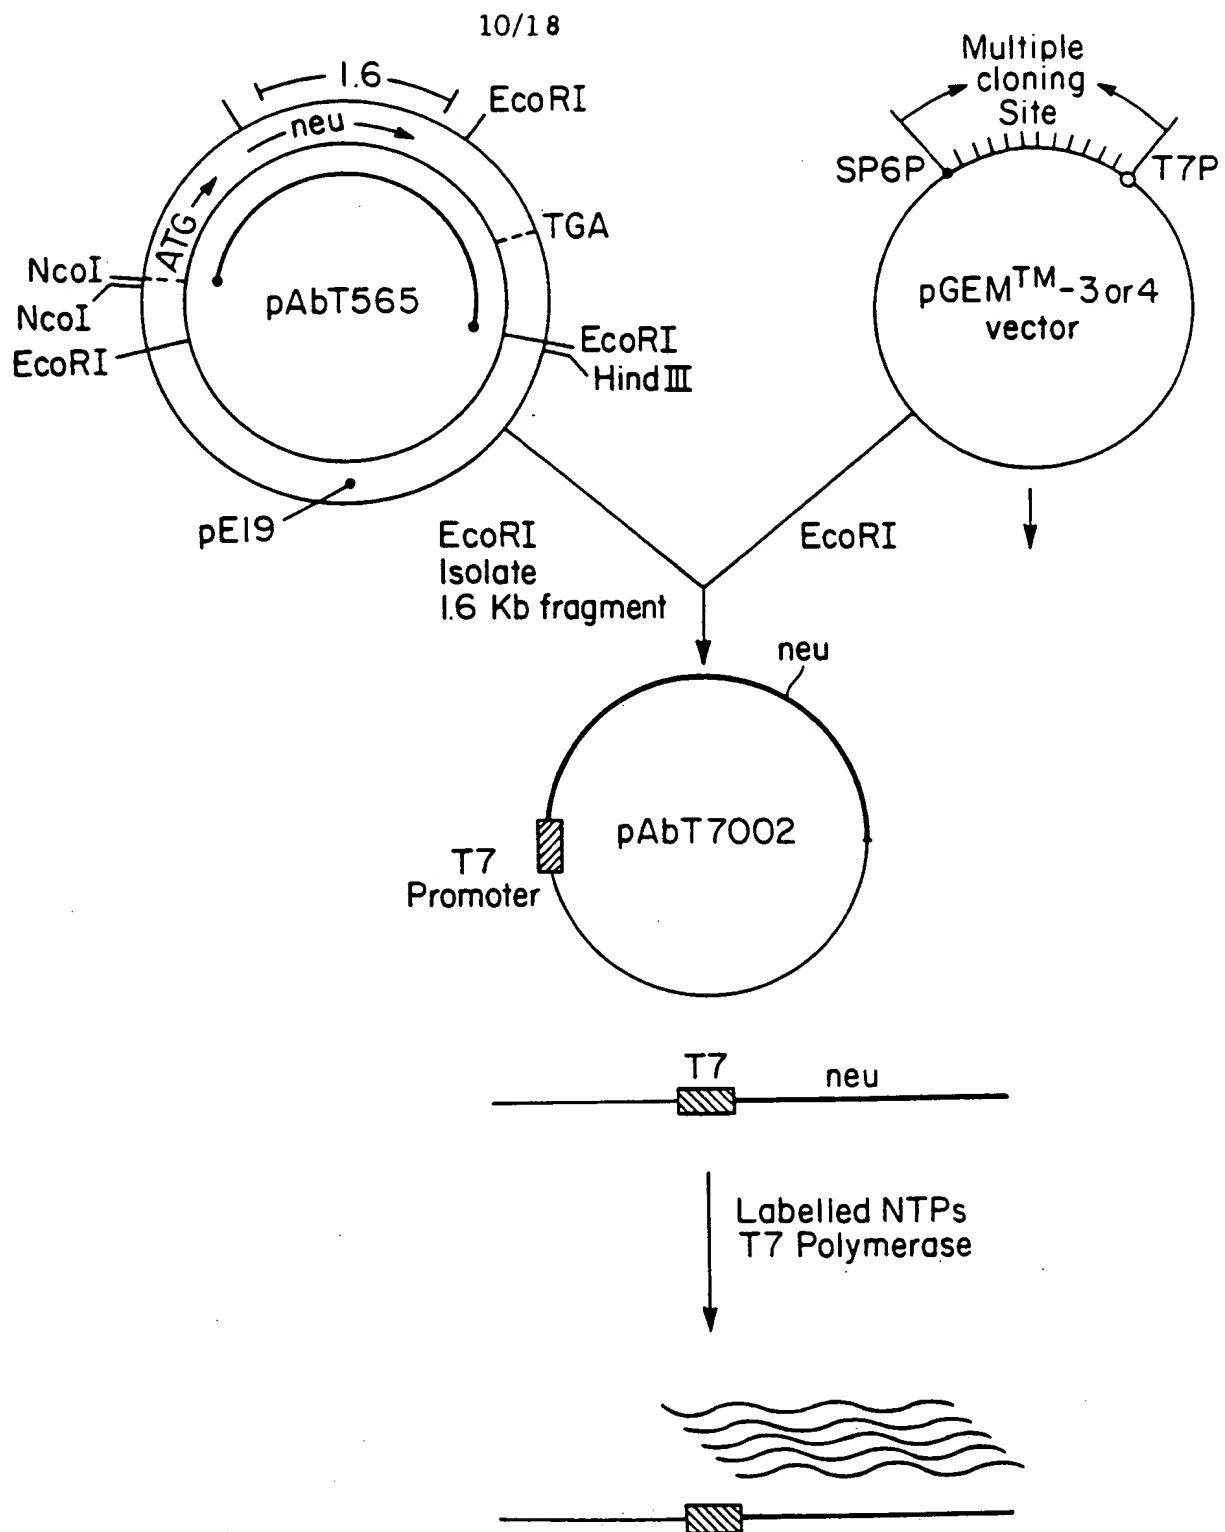 10/18
1.6
EcoRI
neu
ATG
TGA
NcoI
NcoI
EcoRI
pAbT565
EcoRI
Hind III
pE19
Multiple
cloning
Site
SP6P
T7P
pGEM™-3 or 4
vector
EcoRI
Isolate
1.6 Kb fragment
EcoRI
neu
pAbT7002
T7
Promoter
T7
neu
Labelled NTPs
T7 Polymerase